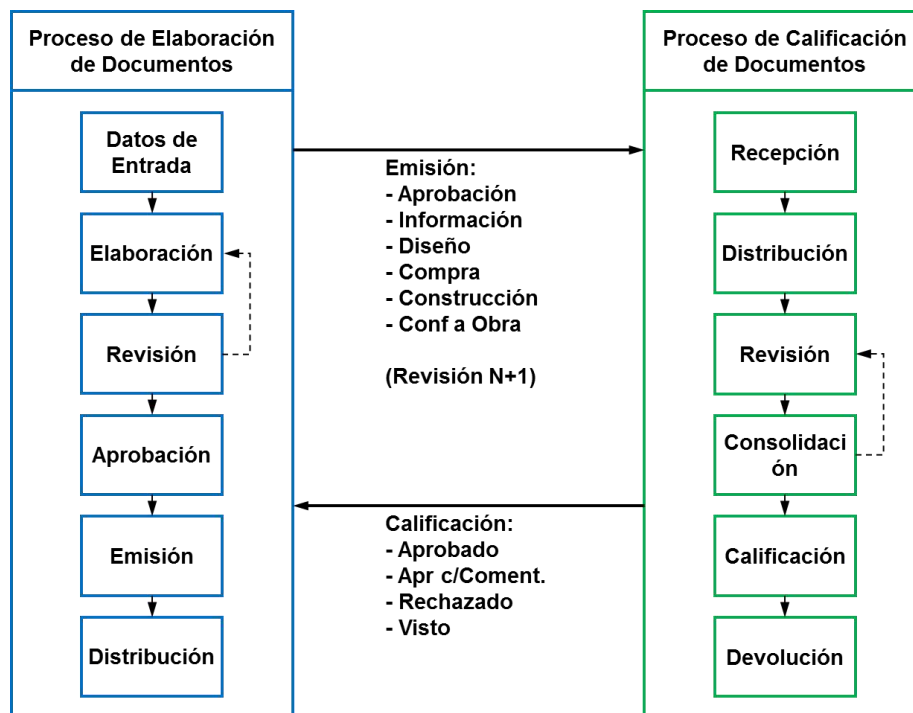 Proceso de Elaboración
de Documentos
Datos de
Entrada
Elaboración
Revisión
Aprobación
Emisión
Distribución
Emisión:
- Aprobación
- Información
- Diseño
- Compra
- Construcción
- Conf a Obra
(Revisión N+1)
Calificación:
- Aprobado
- Apr c/Coment.
- Rechazado
- Visto
Proceso de Calificación
de Documentos
Recepción
Distribución
Revisión
Consolidaci
ón
Calificación
Devolución